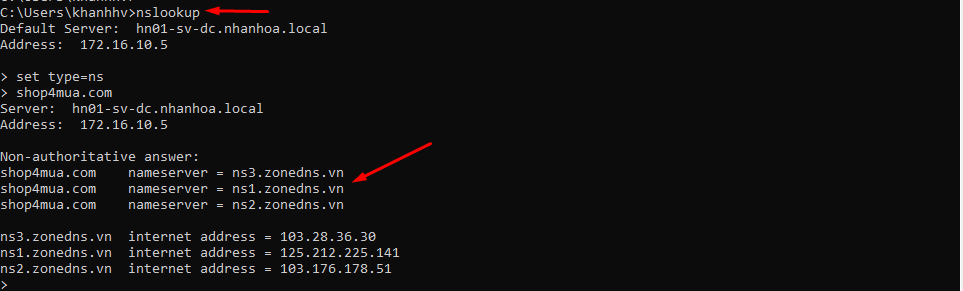 C:\Users\khanhhv>nslookup
Default Server:  hn01-sv-dc.nhanhoa.local
Address:  172.16.10.5
> set type=ns
> shop4mua.com
Server:  hn01-sv-dc.nhanhoa.local
Address:  172.16.10.5
Non-authoritative answer:
shop4mua.com    nameserver = ns3.zonedns.vn
shop4mua.com    nameserver = ns1.zonedns.vn
shop4mua.com    nameserver = ns2.zonedns.vn
ns3.zonedns.vn  internet address = 103.28.36.30
ns1.zonedns.vn  internet address = 125.212.225.141
ns2.zonedns.vn  internet address = 103.176.178.51
>